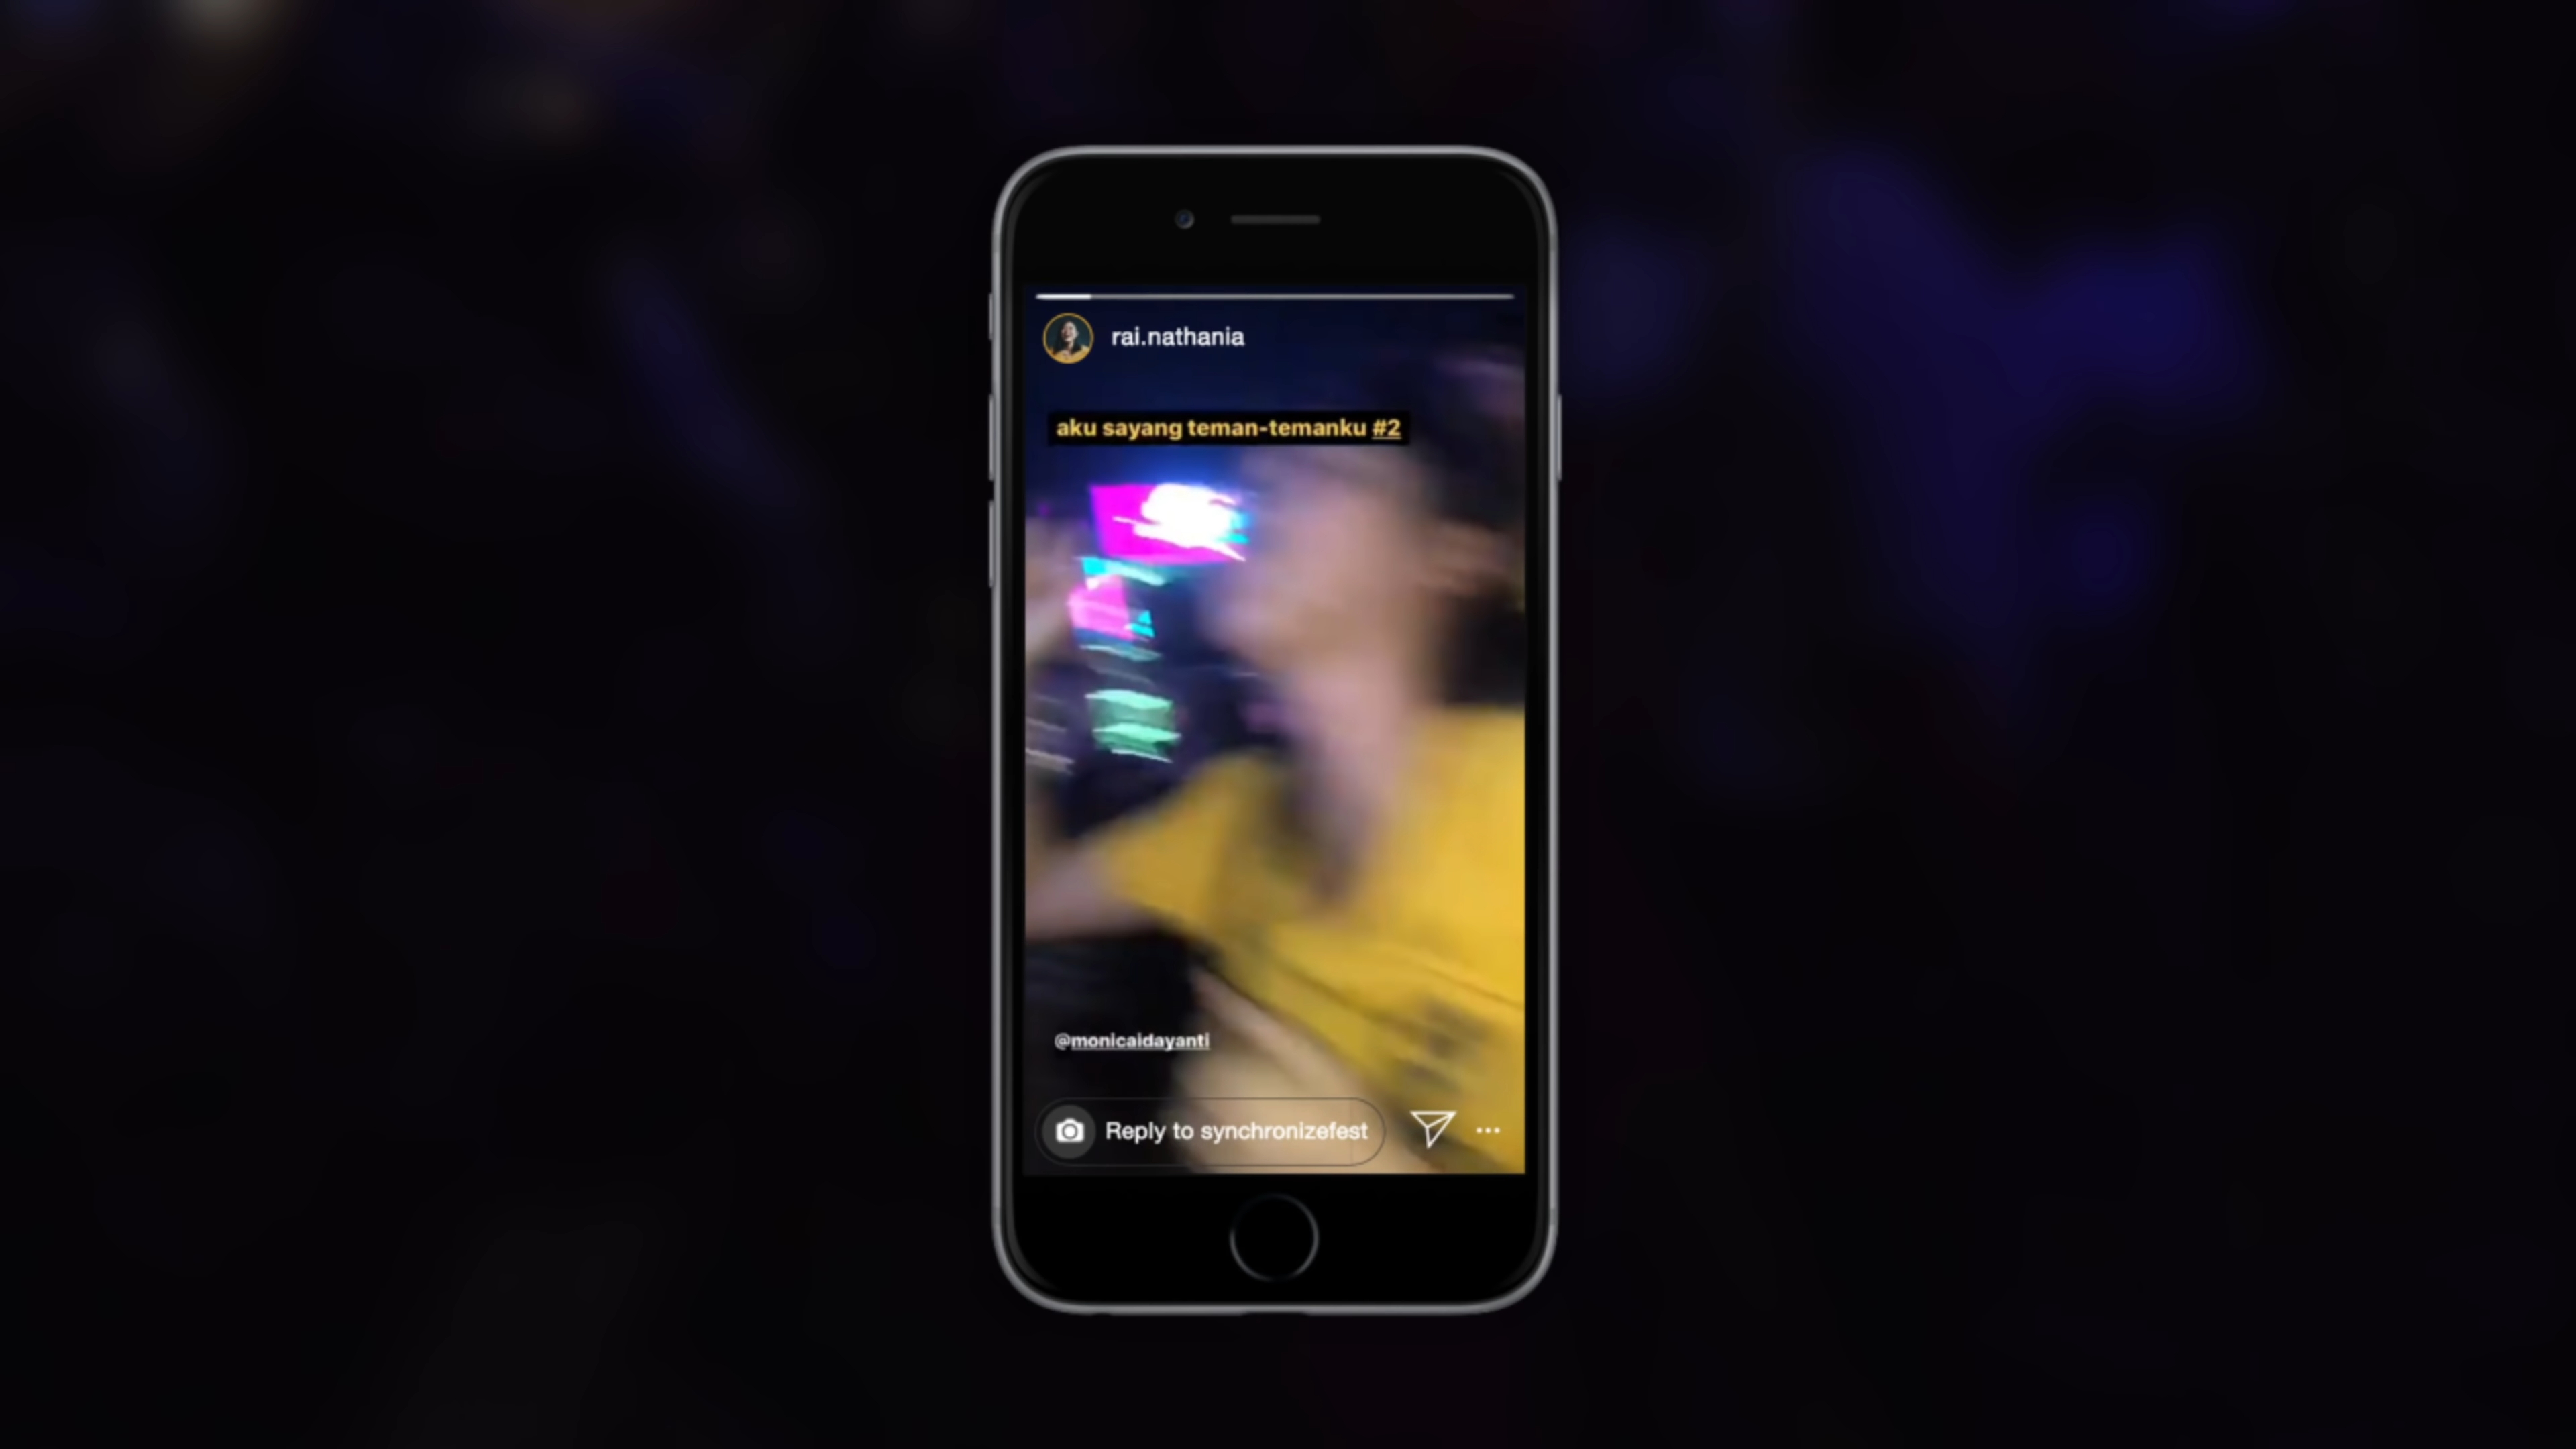 rai.nathania
aku sayang teman-temanku #2
@monicaidayanti
Reply to synchronizefest